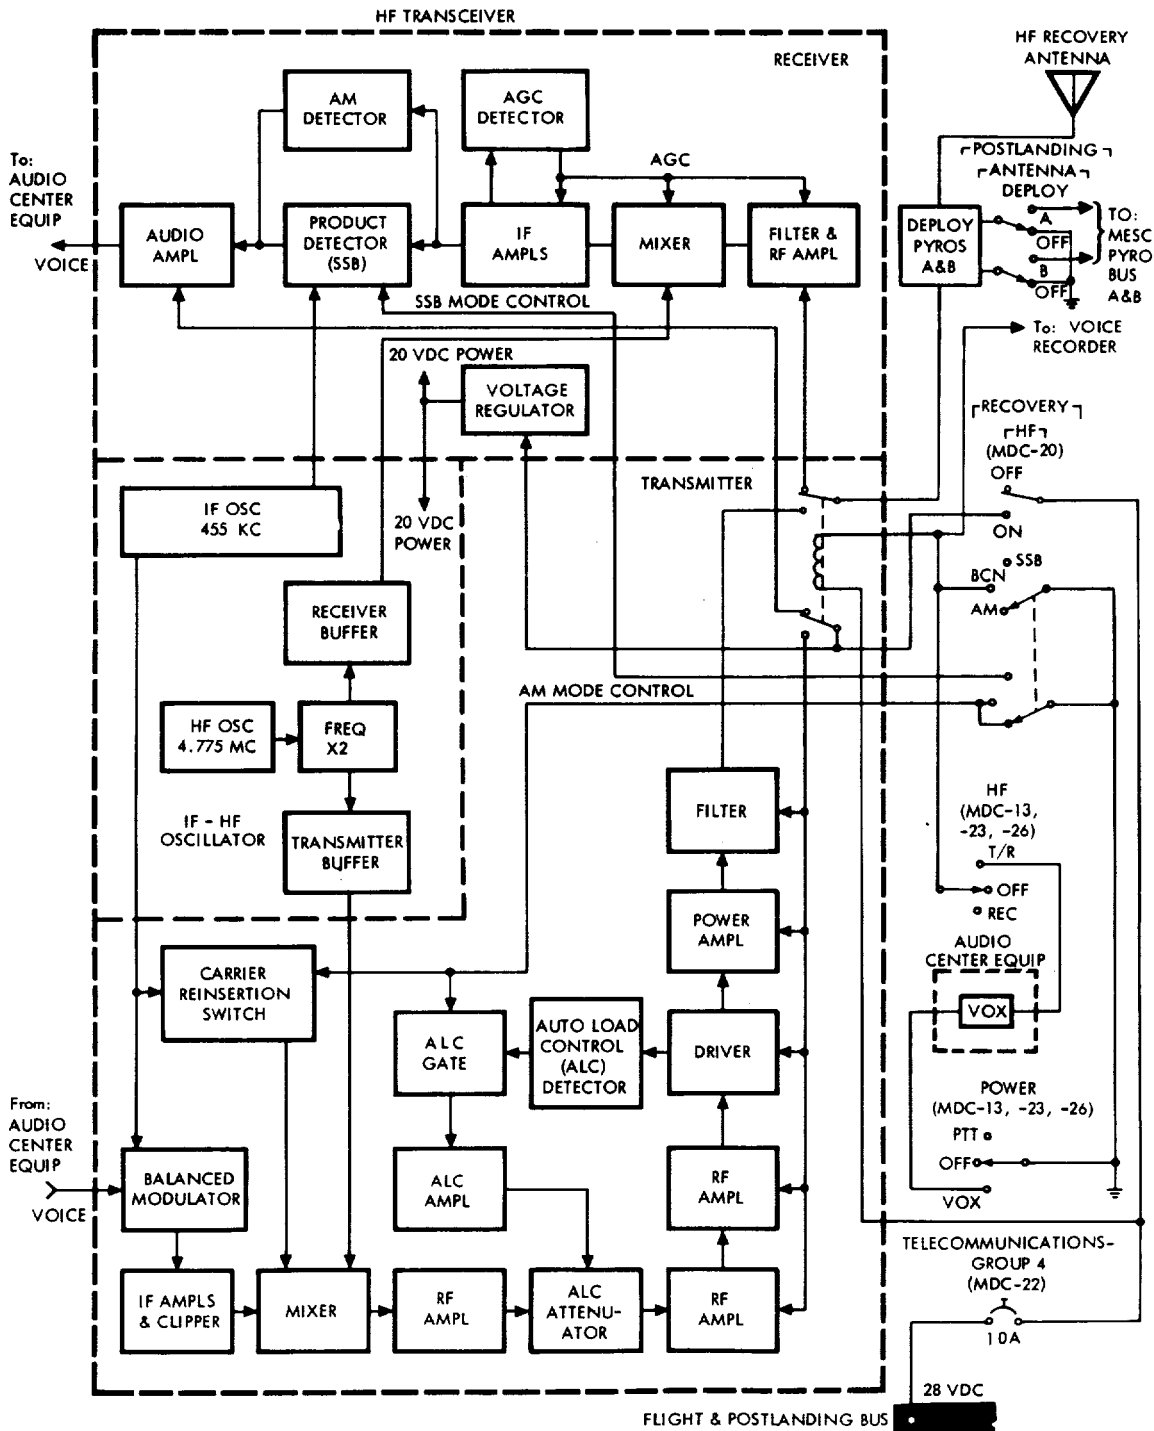 HF TRANSCEIVER
RECEIVER
HF RECOVERY
ANTENNA
AM
DETECTOR
AGC
DETECTOR
AGC
To:
AUDIO
CENTER
EQUIP
VOICE
AUDIO
AMPL
PRODUCT
DETECTOR
(SSB)
IF
AMPLS
MIXER
FILTER &
RF AMPL
POSTLANDING
ANTENNA
DEPLOY
DEPLOY
PYROS
A&B
A
OFF
B
OFF
TO:
MESC
PYRO
BUS
A&B
SSB MODE CONTROL
To: VOICE
RECORDER
20 VDC POWER
VOLTAGE
REGULATOR
RECOVERY
HF
(MDC-20)
OFF
ON
TRANSMITTER
IF OSC
455 KC
20 VDC
POWER
SSB
BCN
AM
RECEIVER
BUFFER
AM MODE CONTROL
HF OSC
4.775 MC
FREQ
X2
IF - HF
OSCILLATOR
TRANSMITTER
BUFFER
FILTER
HF
(MDC-13,
-23, -26)
T/R
OFF
REC
POWER
AMPL
AUDIO
CENTER EQUIP
VOX
CARRIER
REINSERTION
SWITCH
ALC
GATE
AUTO LOAD
CONTROL
(ALC)
DETECTOR
DRIVER
POWER
(MDC-13, -23, -26)
PTT
OFF
VOX
From:
AUDIO
CENTER
EQUIP
VOICE
BALANCED
MODULATOR
ALC
AMPL
RF
AMPL
TELECOMMUNICATIONS-
GROUP 4
(MDC-22)
10A
IF AMPLS
& CLIPPER
MIXER
RF
AMPL
ALC
ATTENU-
ATOR
RF
AMPL
28 VDC
FLIGHT & POSTLANDING BUS